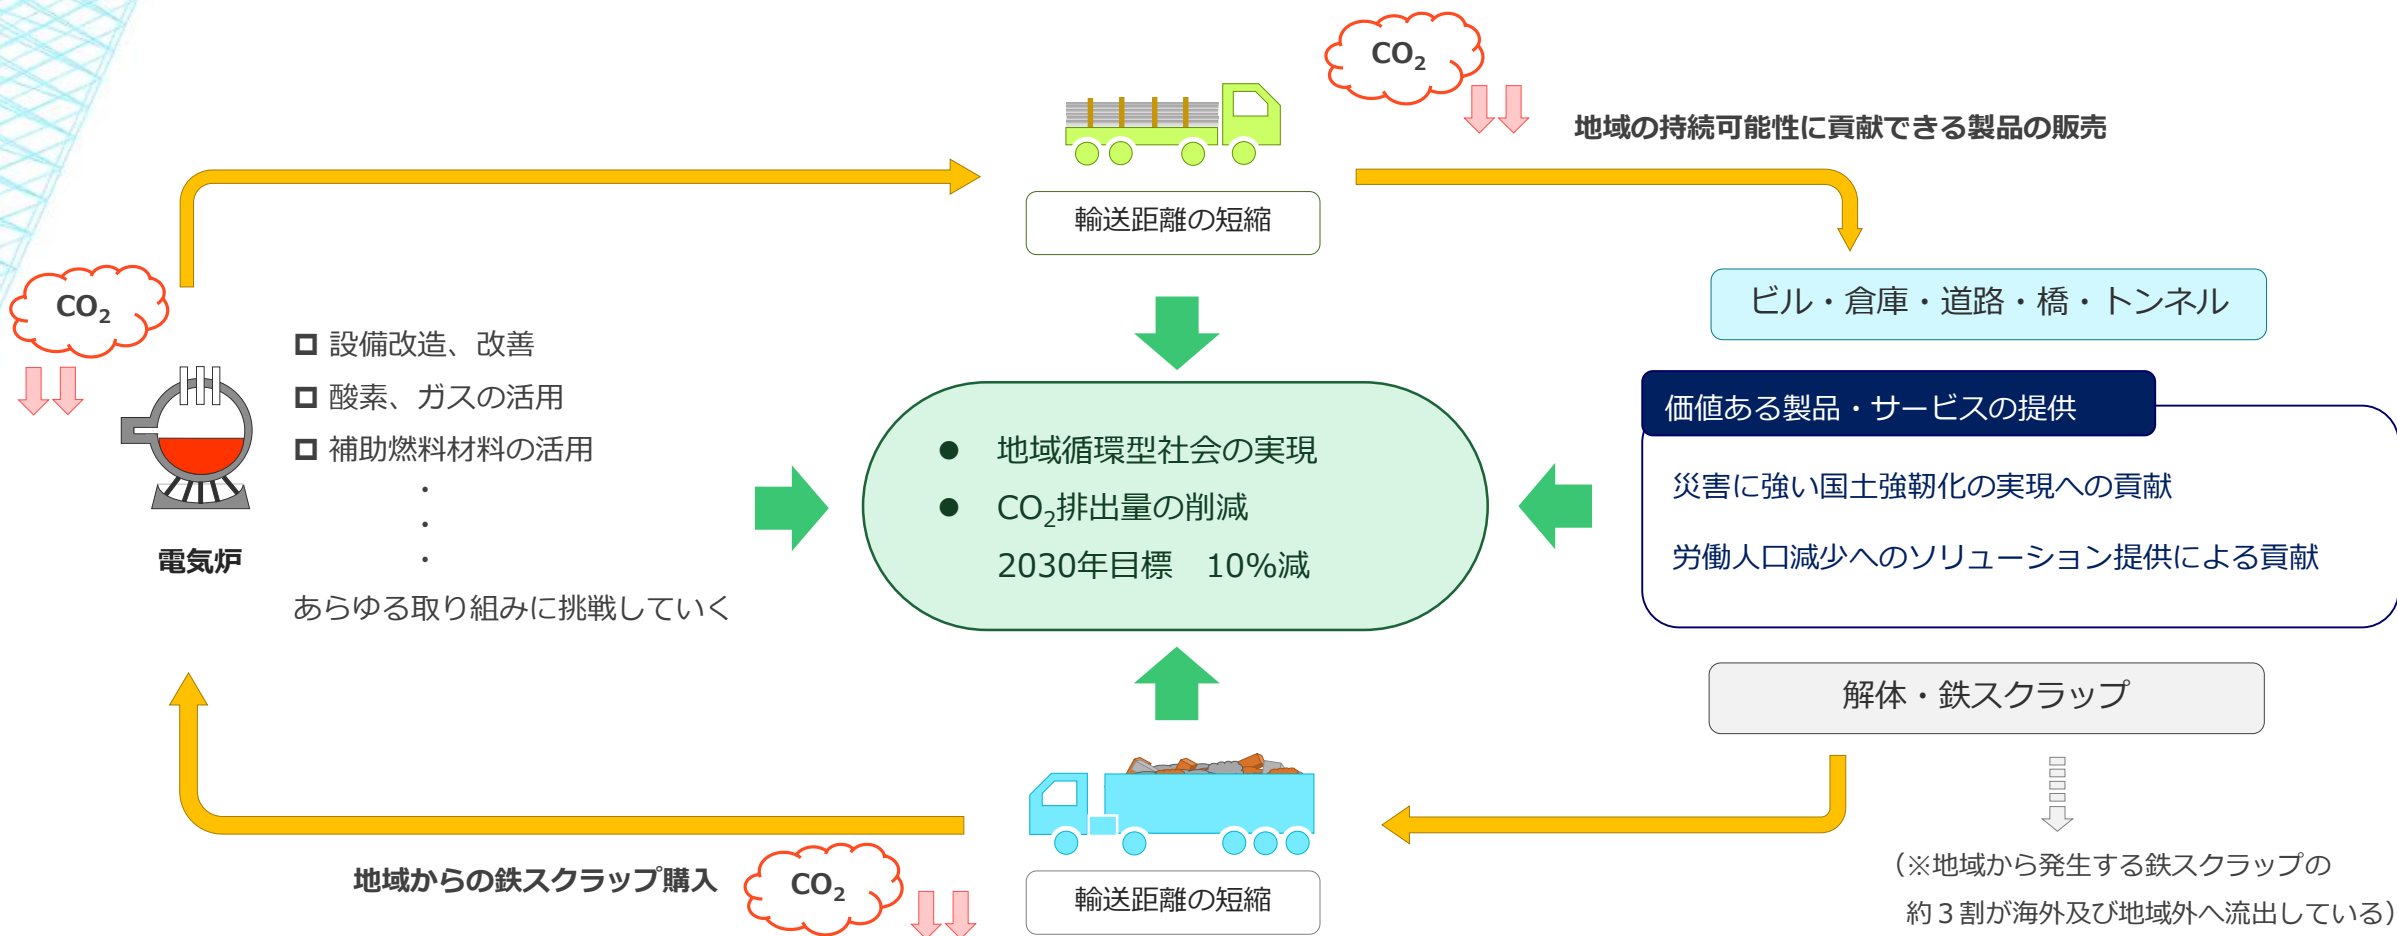 CO2
地域の持続可能性に貢献できる製品の販売
輸送距離の短縮
CO2
ビル・倉庫・道路・橋・トンネル
設備改造、改善
酸素、ガスの活用
補助燃料材料の活用
・
・
・
あらゆる取り組みに挑戦していく
電気炉
● 地域循環型社会の実現
● CO2排出量の削減
2030年目標 10%減
価値ある製品・サービスの提供
災害に強い国土強靭化の実現への貢献
労働人口減少へのソリューション提供による貢献
解体・鉄スクラップ
地域からの鉄スクラップ購入
CO2
輸送距離の短縮
（※地域から発生する鉄スクラップの
約３割が海外及び地域外へ流出している）